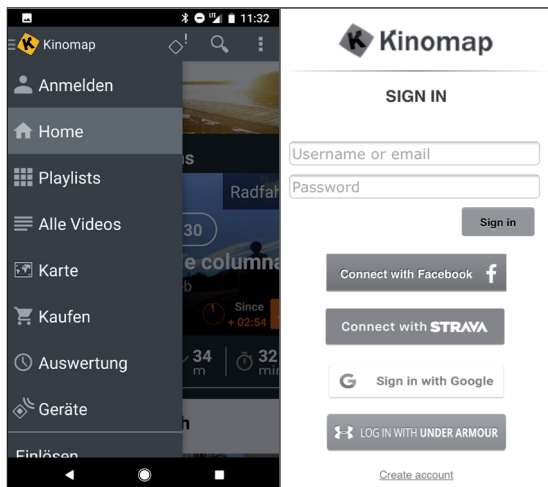 11:32
Kinomap
Anmelden
Home
Playlists
Radfah
Alle Videos
30
e columna
Karte
b
Kaufen
Since
+ 02:54
Auswertung
34
m
32
min
Geräte
h
Einlösen
Kinomap
SIGN IN
Username or email
Password
Sign in
Connect with Facebook
Connect with STRAVA
G Sign in with Google
LOG IN WITH UNDER ARMOUR
Create account